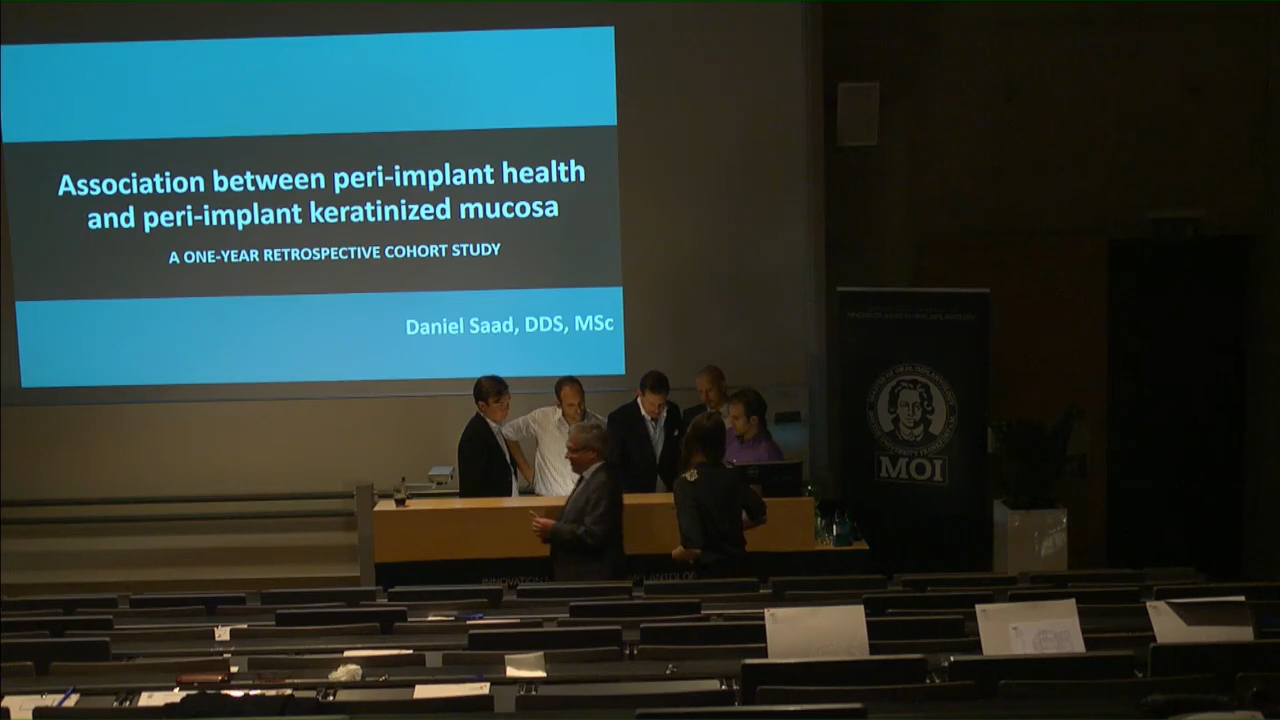 Association between peri-implant health
and peri-implant keratinized mucosa
A ONE-YEAR RETROSPECTIVE COHORT STUDY
Daniel Saad, DDS, MSc
MOI
INNOVATION